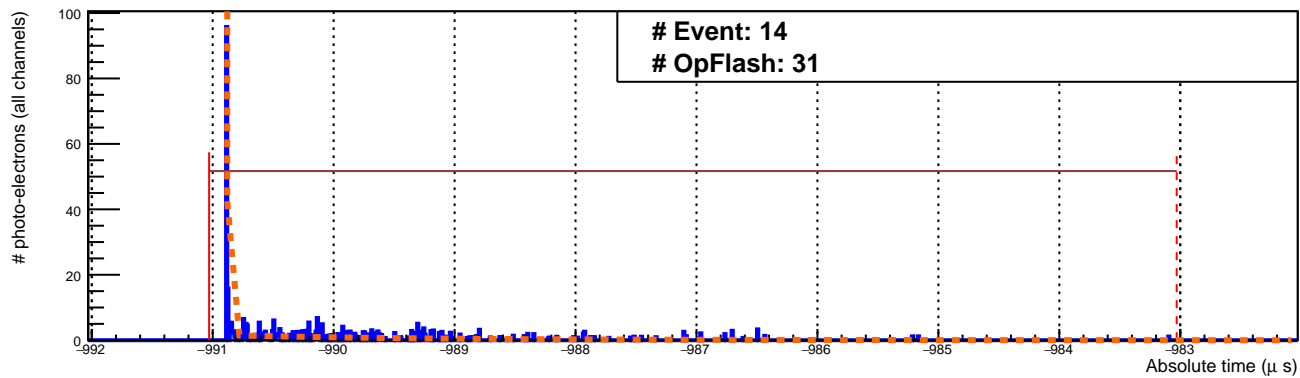 # Event: 14
# OpFlash: 31
# photo-electrons (all channels)
100
80
60
40
20
0
−992 −991 −990 −989 −988 −987 −986 −985 −984 −983
Absolute time (μ s)